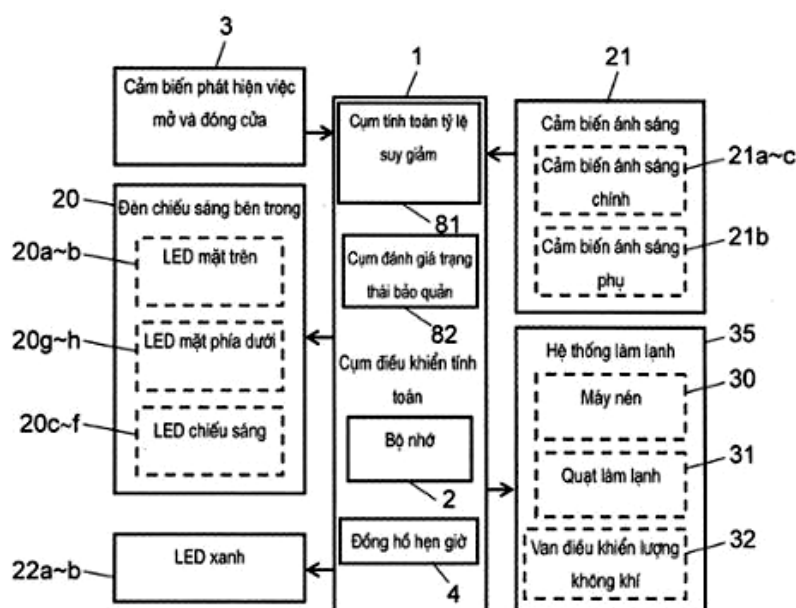 3
Cảm biến phát hiện việc
mở và đóng cửa
20
Đèn chiếu sáng bên trong
20a~b
LED mặt trên
20g~h
LED mặt phía dưới
20c~f
LED chiếu sáng
22a~b
LED xanh
1
Cụm tính toán tỷ lệ
suy giảm
81
Cụm đánh giá trạng
thái bảo quản
82
Cụm điều khiển tính
toán
Bộ nhớ
2
Đồng hồ hẹn giờ
4
21
Cảm biến ánh sáng
Cảm biến ánh sáng
chính
21a~c
Cảm biến ánh sáng
phụ
21b
Hệ thống làm lạnh
35
Máy nén
30
Quạt làm lạnh
31
Van điều khiển lượng
không khí
32